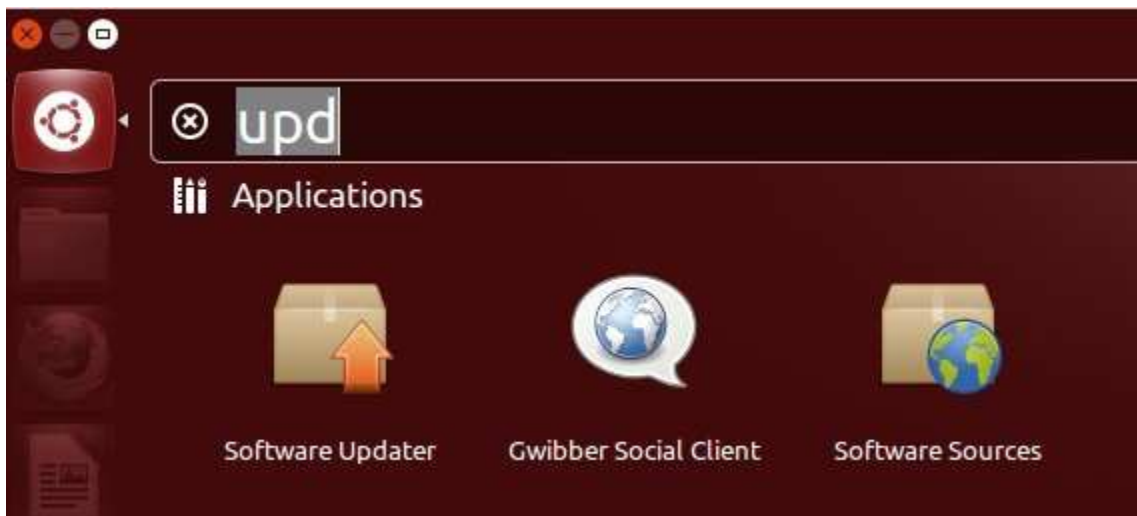 upd
Applications
Software Updater
Gwibber Social Client
Software Sources